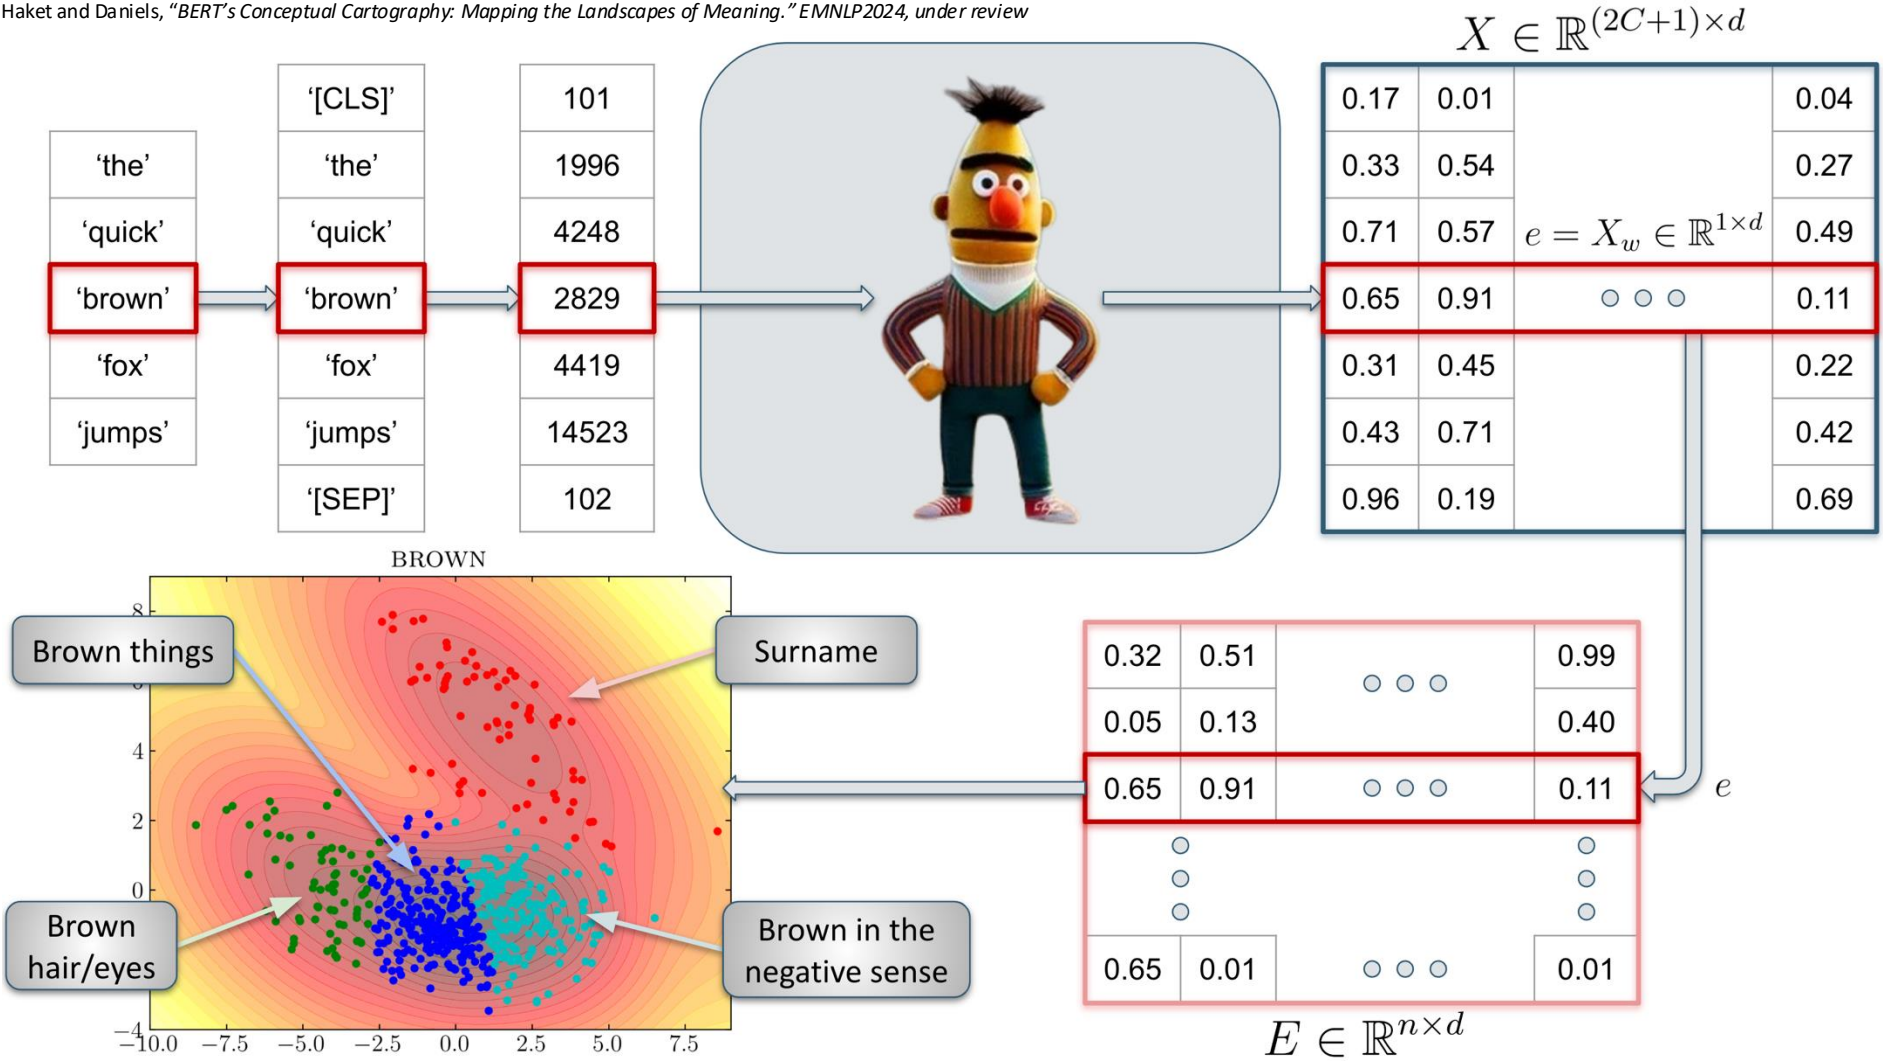 Haket and Daniels, “BERT’s Conceptual Cartography: Mapping the Landscapes of Meaning.” EMNLP2024, under review
‘the’
‘quick’
‘brown’
‘fox’
‘jumps’
‘[CLS]’
‘the’
‘quick’
‘brown’
‘fox’
‘jumps’
‘[SEP]’
101
1996
4248
2829
4419
14523
102
X ∈ ℝ^{(2C+1)×d}
0.17 0.01 0.04
0.33 0.54 0.27
0.71 0.57 e = X_w ∈ ℝ^{1×d} 0.49
0.65 0.91 0.11
0.31 0.45 0.22
0.43 0.71 0.42
0.96 0.19 0.69
BROWN
8
4
2
0
−4
−10.0 −7.5 −5.0 −2.5 0.0 2.5 5.0 7.5
Brown things
Surname
Brown
hair/eyes
Brown in the
negative sense
0.32 0.51 0.99
0.05 0.13 0.40
0.65 0.91 0.11
e
0.65 0.01 0.01
E ∈ ℝ^{n×d}